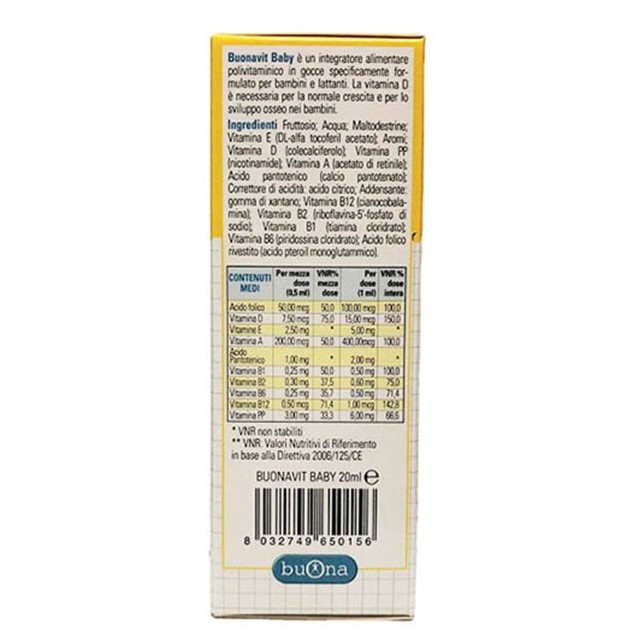 Buonavit Baby è un integratore alimentare
polivitaminico in gocce specificamente for-
mulato per bambini e lattanti. La vitamina D
è necessaria per la normale crescita e per lo
sviluppo osseo nei bambini.
Ingredienti Fruttosio; Acqua; Maltodestrine;
Vitamina E (DL-alfa tocoferil acetato); Aromi;
Vitamina D (colecalciferolo); Vitamina PP
(nicotinamide); Vitamina A (acetato di retinile);
Acido pantotenico (calcio pantotenato);
Correttore di acidità: acido citrico; Addensante:
gomma di xantano; Vitamina B12 (cianocobala-
mina); Vitamina B2 (riboflavina-5'-fosfato di
sodio); Vitamina B1 (tiamina cloridrato);
Vitamina B6 (piridossina cloridrato); Acido folico
rivestito (acido pteroil monoglutammico).
CONTENUTI MEDI Per mezza dose (0,5 ml) VNR% mezza dose Per dose (1 ml) VNR % dose intera
Acido folico 50,00 mcg 50,0 100,00 mcg 100,0
Vitamina D 7,50 mcg 75,0 15,00 mcg 150,0
Vitamine E 2,50 mg * 5,00 mg *
Vitamina A 200,00 mcg 50,0 400,00mcg 100,0
Acido Pantotenico 1,00 mg * 2,00 mg *
Vitamina B1 0,25 mg 50,0 0,50 mg 100,0
Vitamina B2 0,30 mg 37,5 0,60 mg 75,0
Vitamina B6 0,25 mg 35,7 0,50 mg 71,4
Vitamina B12 0,50 mcg 71,4 1,00 mcg 142,8
Vitamina PP 3,00 mg 33,3 6,00 mg 66,6
* VNR non stabiliti
** VNR: Valori Nutritivi di Riferimento
in base alla Direttiva 2006/125/CE
BUONAVIT BABY 20ml e
8 032749 650156
buOna